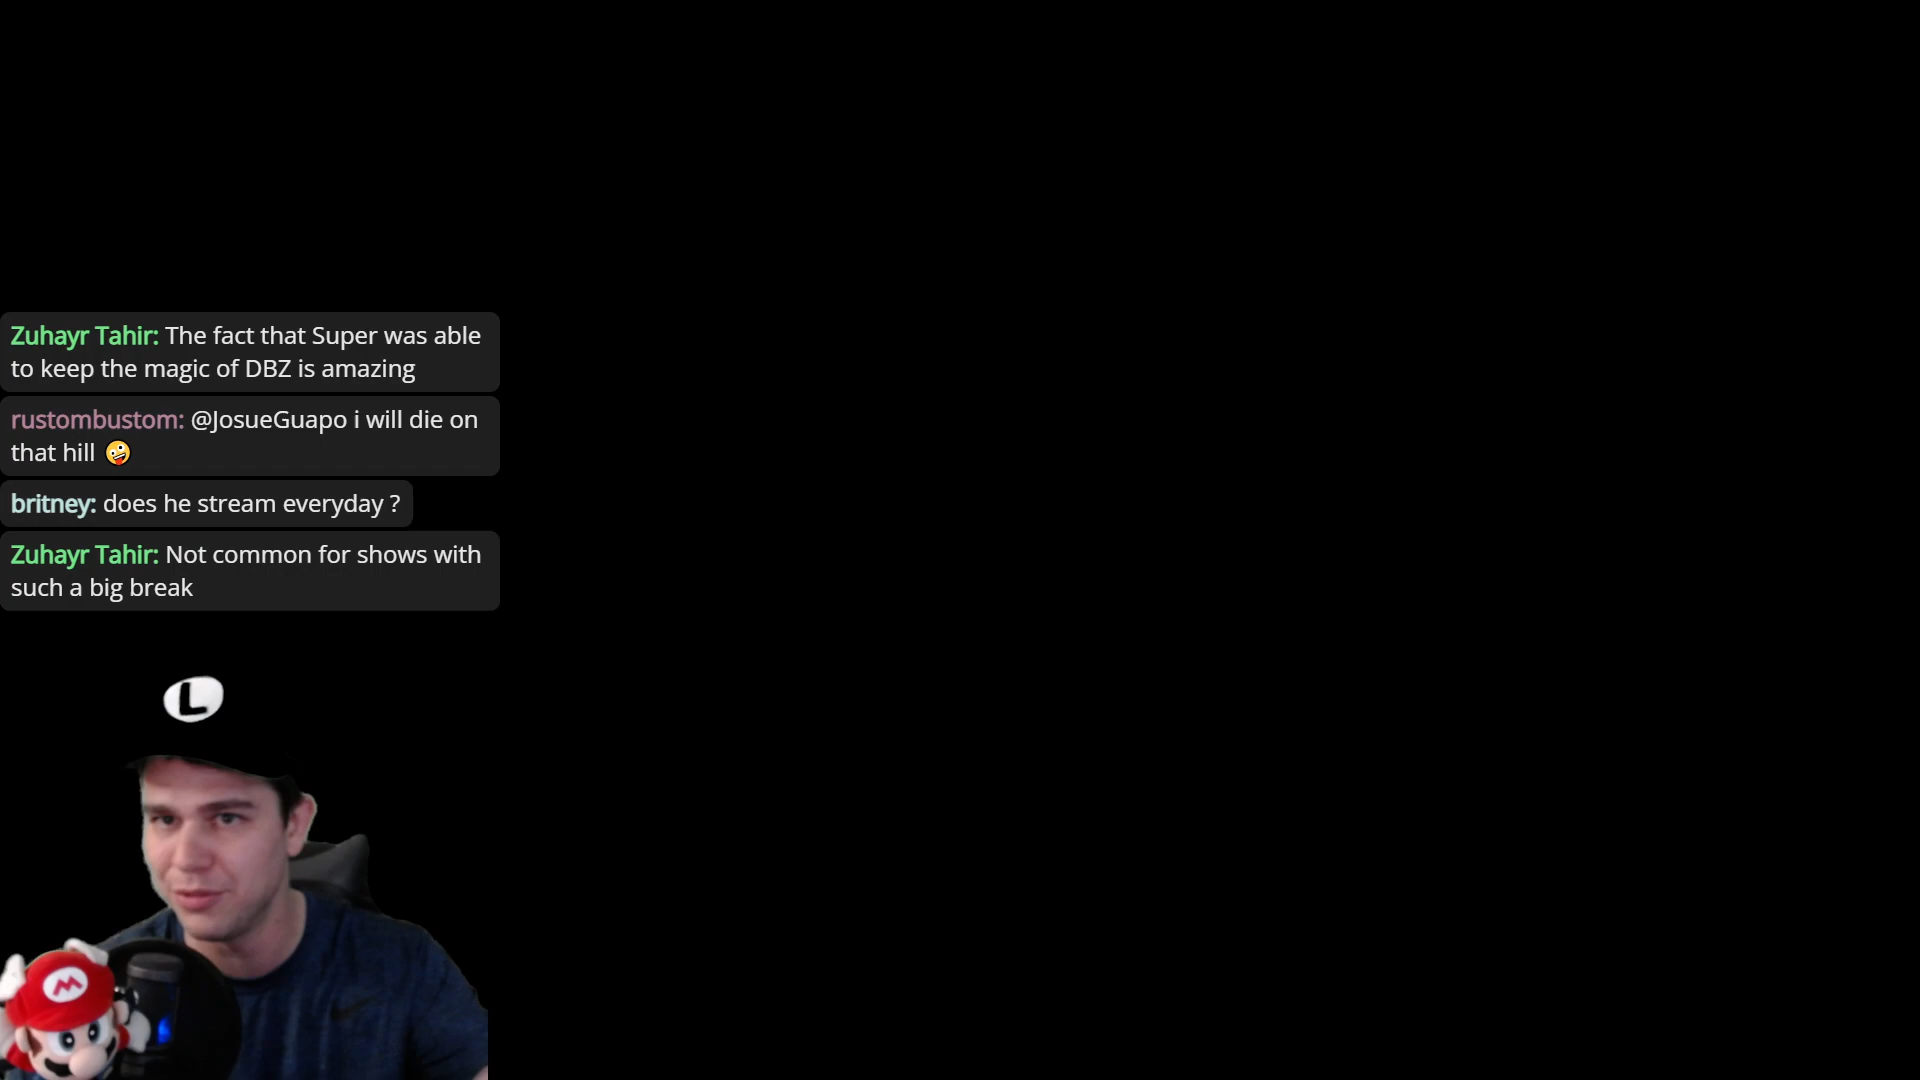 Zuhayr Tahir: The fact that Super was able
to keep the magic of DBZ is amazing
rustombustom: @JosueGuapo i will die on
that hill 🤪
britney: does he stream everyday ?
Zuhayr Tahir: Not common for shows with
such a big break
L
M